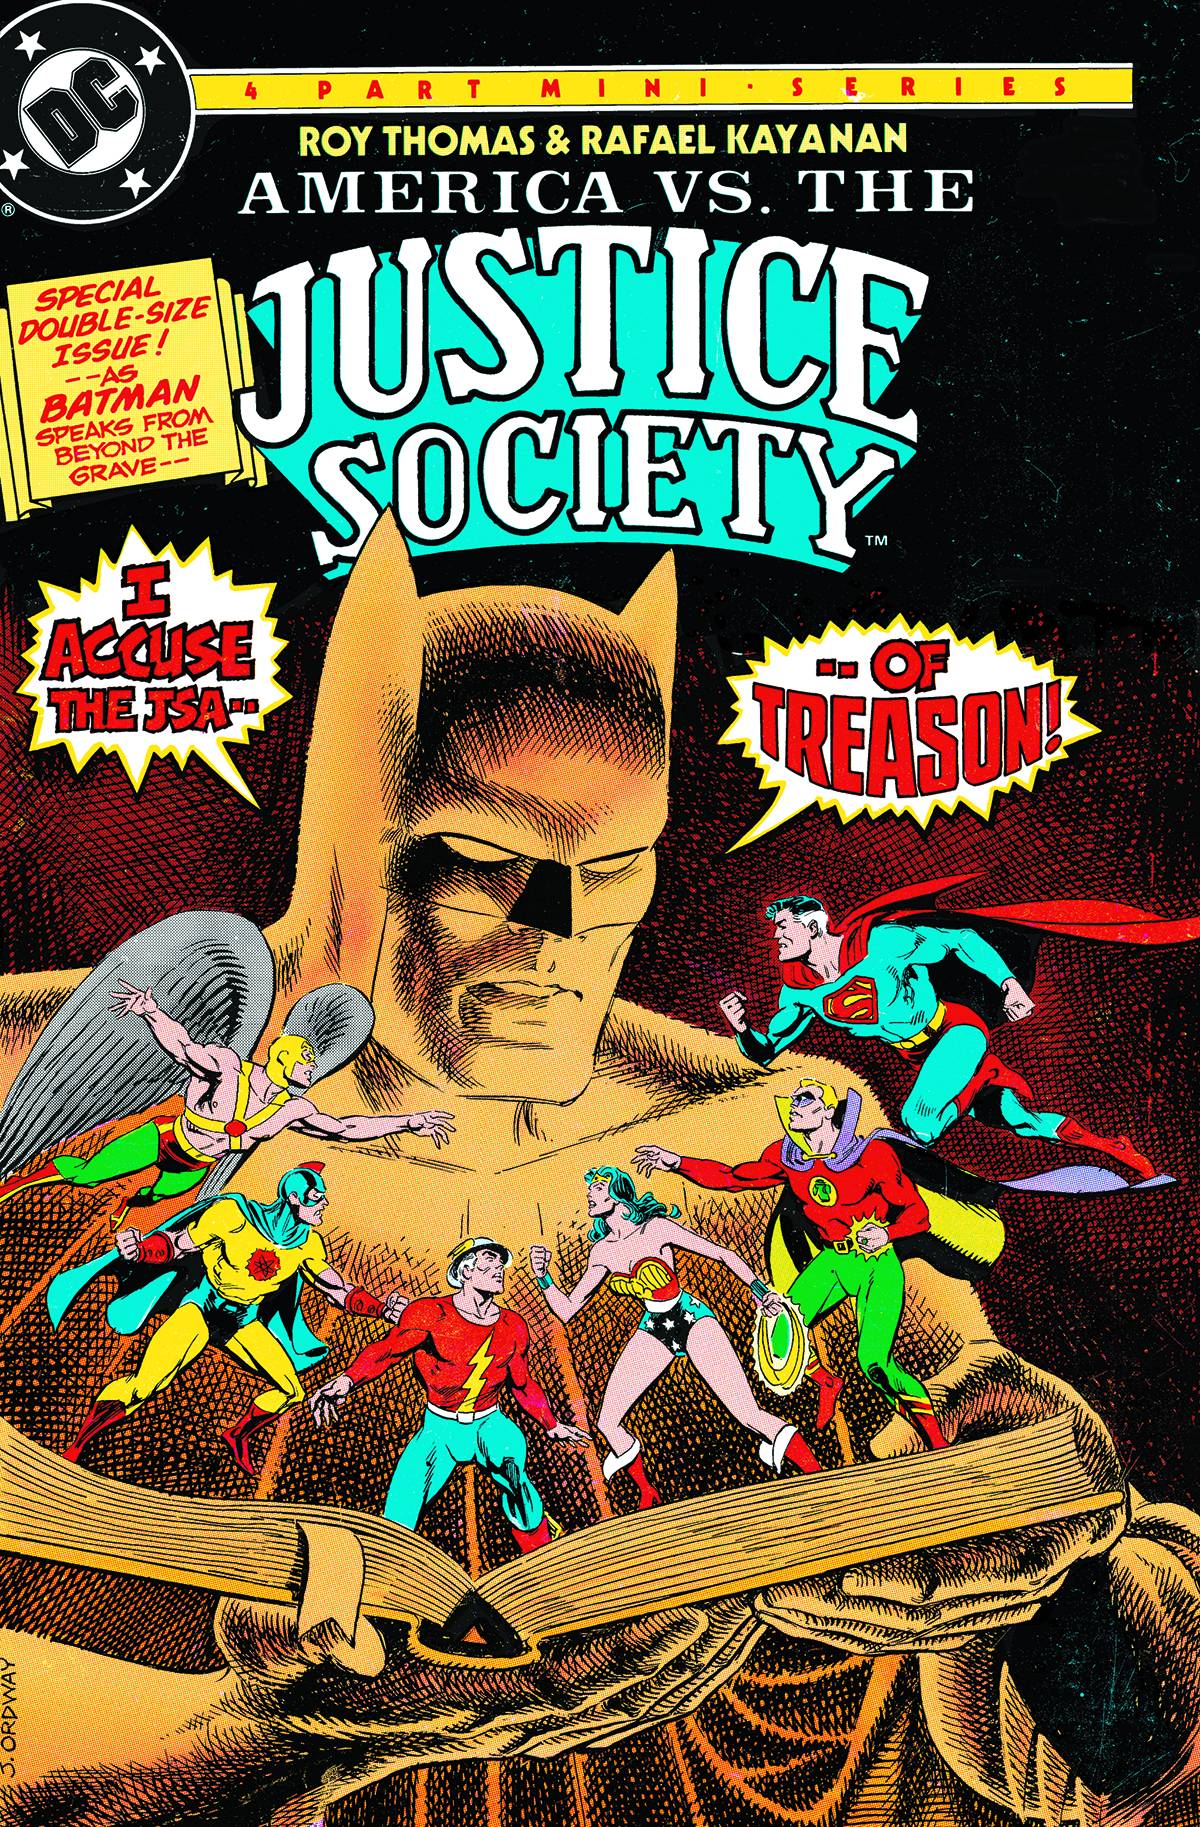 DC
®
4 PART MINI-SERIES
ROY THOMAS & RAFAEL KAYANAN
AMERICA VS. THE
JUSTICE
SOCIETY
TM
SPECIAL
DOUBLE-SIZE
ISSUE!
--AS
BATMAN
SPEAKS FROM
BEYOND THE
GRAVE--
I
ACCUSE
THE JSA--
--OF
TREASON!
S
J. ORDWAY